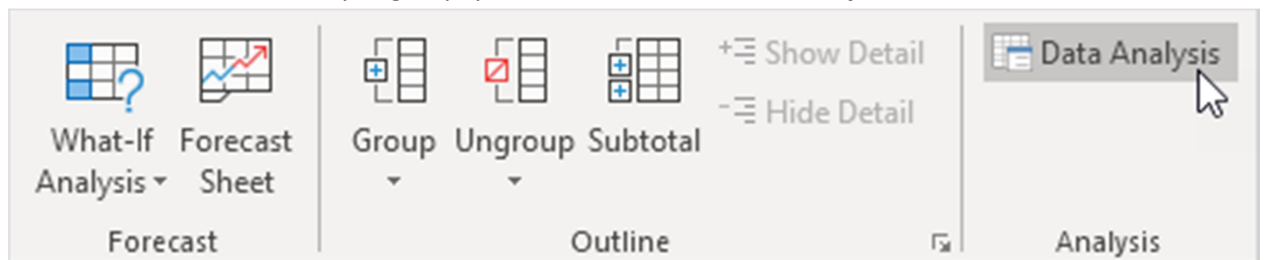 What-If
Analysis
Forecast
Sheet
Forecast
Group
Ungroup
Subtotal
Show Detail
Hide Detail
Outline
Data Analysis
Analysis